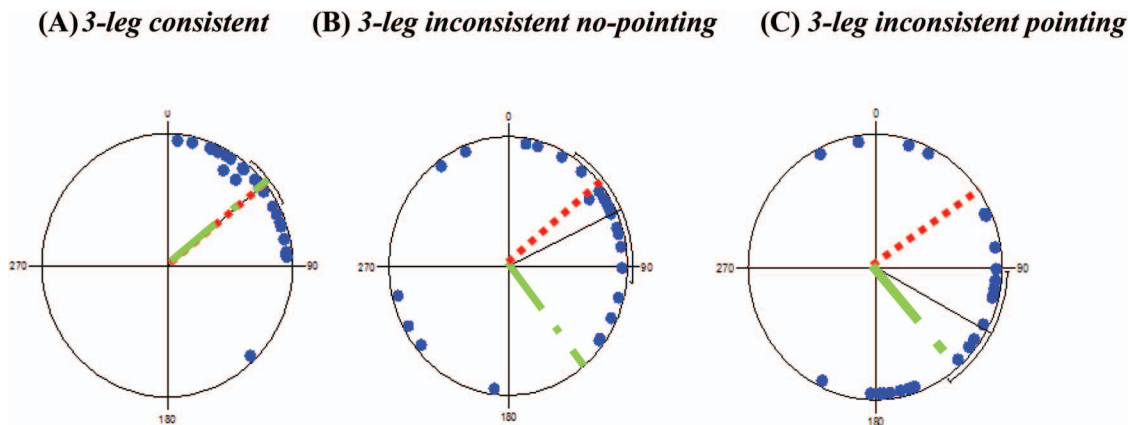 (A) 3-leg consistent (B) 3-leg inconsistent no-pointing (C) 3-leg inconsistent pointing
0 0 0
270 90 270 90 270 90
180 180 180